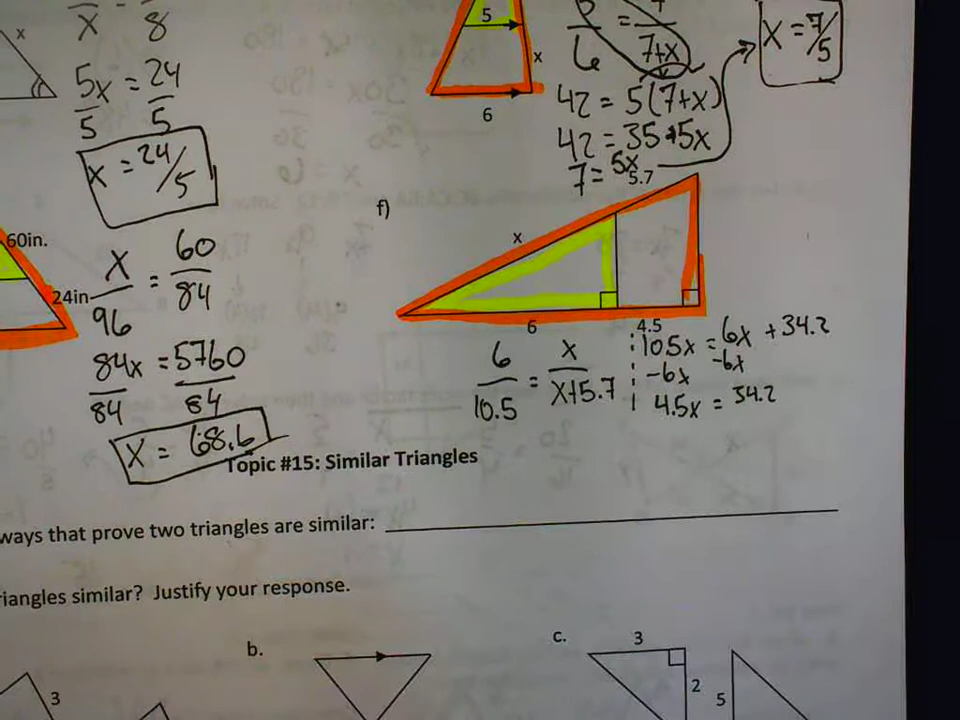 x
x 8
5x = 24
5 5
x = 24/5
60in.
24in
x = 60
96 84
84x = 5760
84 84
x = 68.6
5
x
6
6 = 7+x
42 = 5(7+x)
42 = 35 + 5x
7 = 5x
x = 7/5
f)
5.7
x
6
4.5
6 = x
10.5 x+5.7
10.5x = 6x + 34.2
-6x -6x
4.5x = 34.2
Topic #15: Similar Triangles
ways that prove two triangles are similar:
riangles similar? Justify your response.
b.
c.
3
3
2
5